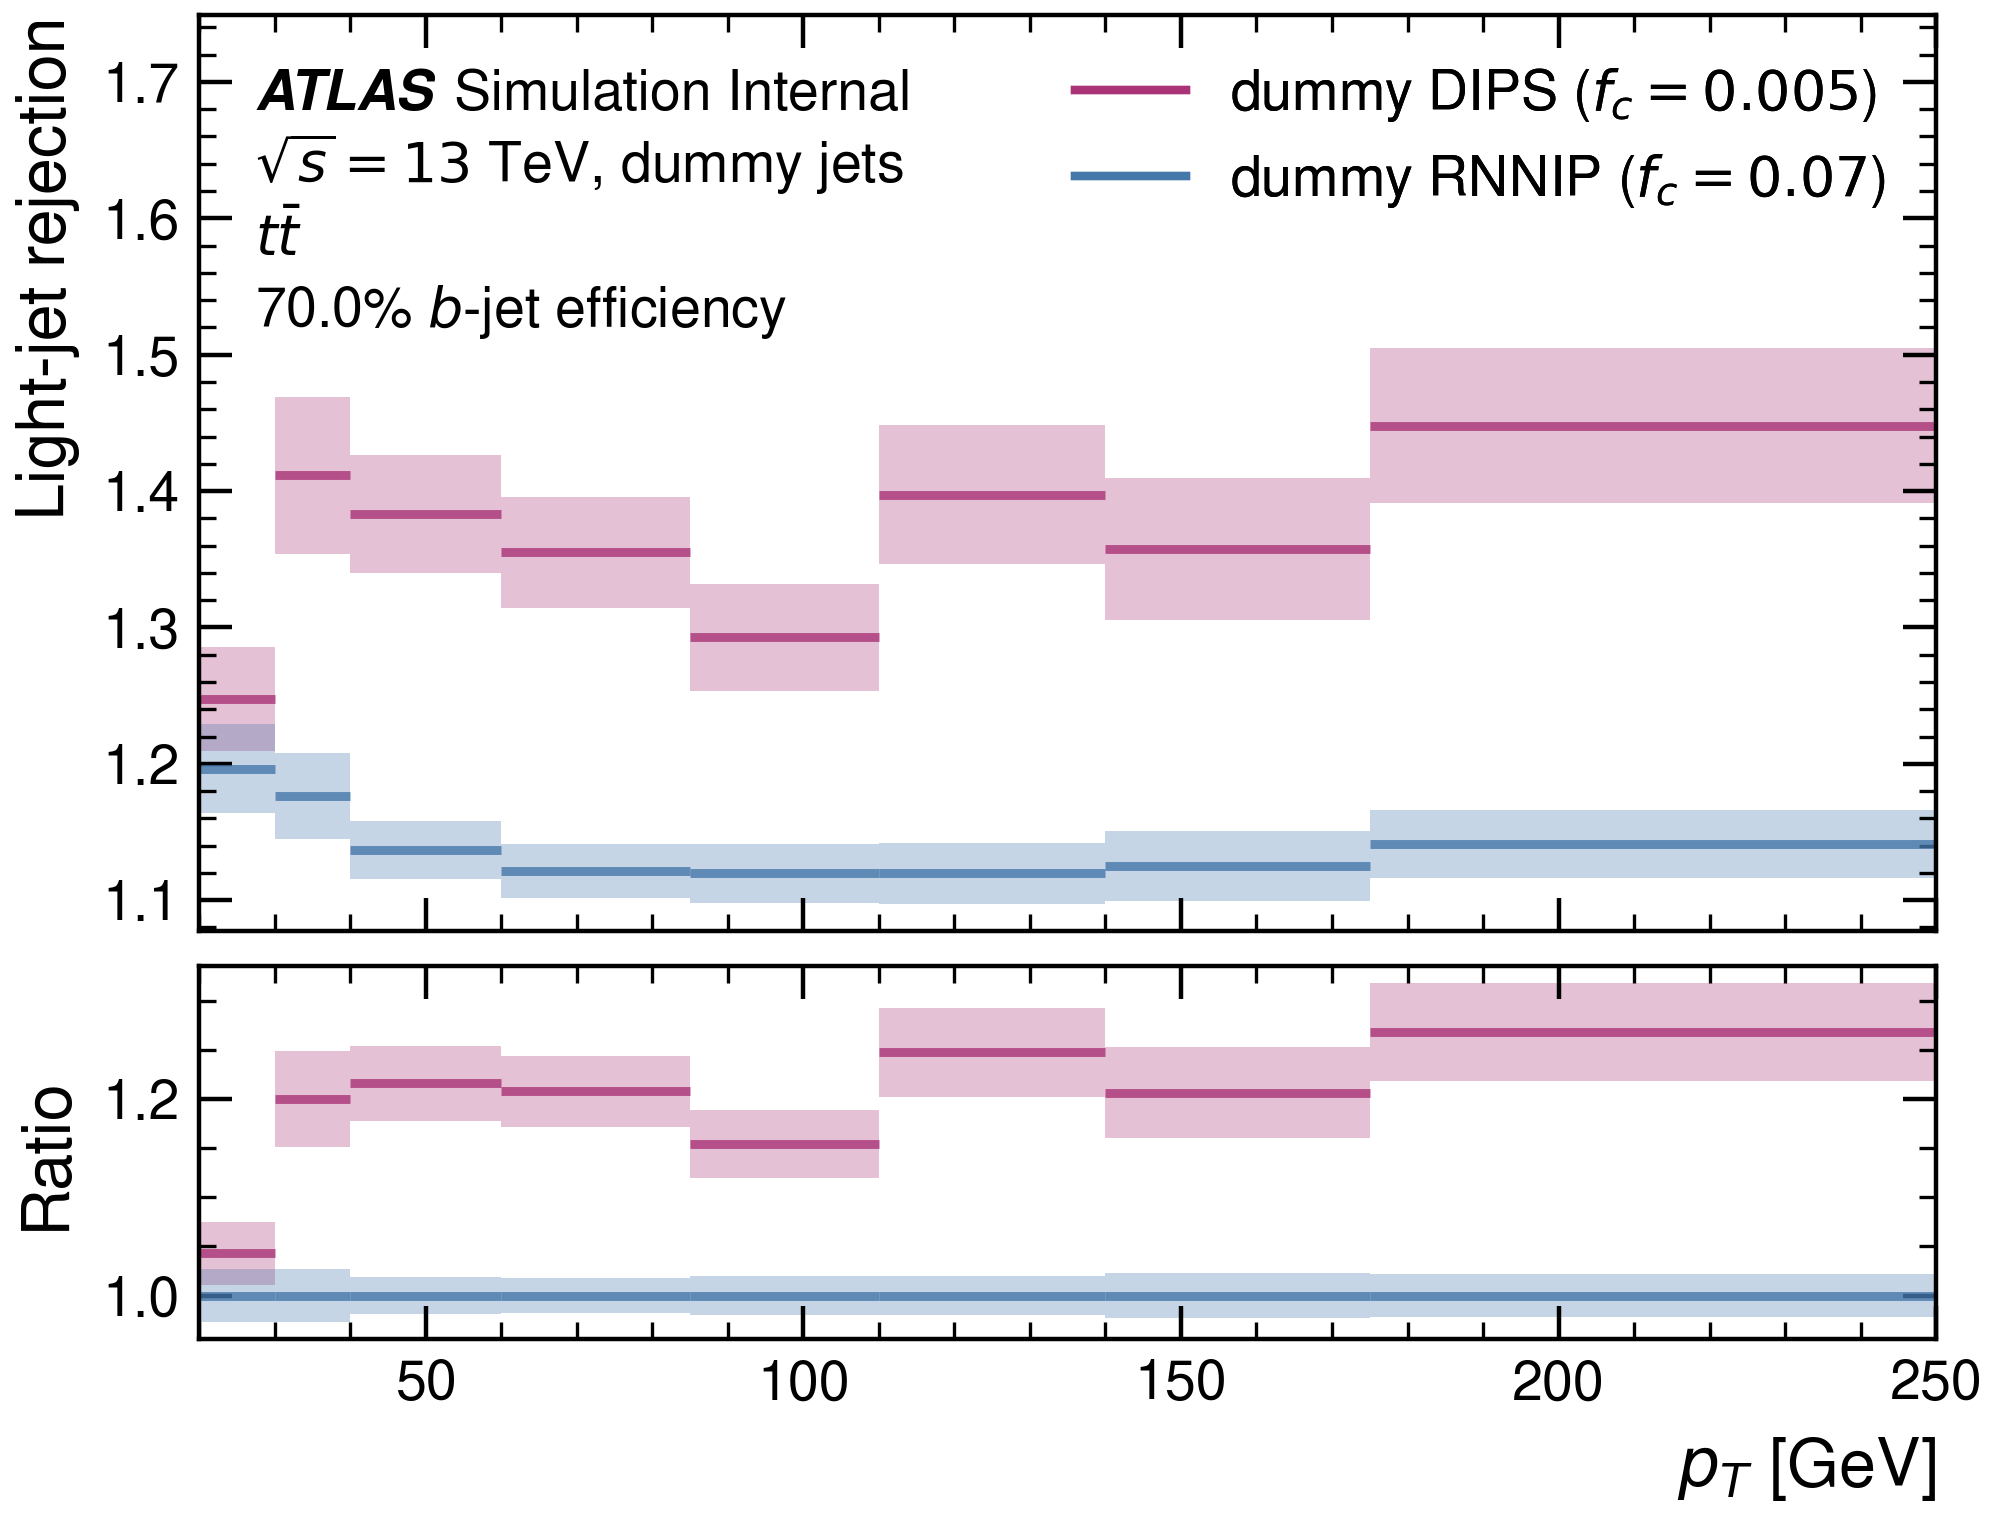 Light-jet rejection
1.7
1.6
1.5
1.4
1.3
1.2
1.1
ATLAS Simulation Internal
√s = 13 TeV, dummy jets
tt̄
70.0% b-jet efficiency
dummy DIPS (f_c = 0.005)
dummy RNNIP (f_c = 0.07)
Ratio
1.2
1.0
50 100 150 200 250
p_T [GeV]